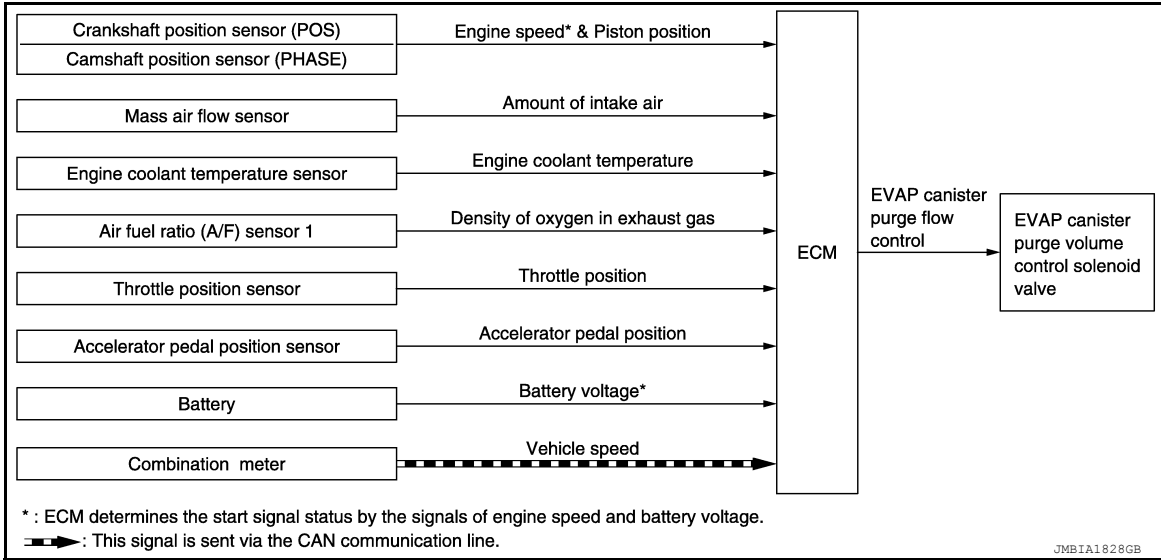 Crankshaft position sensor (POS)
Engine speed* & Piston position
Camshaft position sensor (PHASE)
Mass air flow sensor
Amount of intake air
Engine coolant temperature sensor
Engine coolant temperature
Air fuel ratio (A/F) sensor 1
Density of oxygen in exhaust gas
Throttle position sensor
Throttle position
Accelerator pedal position sensor
Accelerator pedal position
Battery
Battery voltage*
Combination meter
Vehicle speed
ECM
EVAP canister
purge flow
control
EVAP canister
purge volume
control solenoid
valve
* : ECM determines the start signal status by the signals of engine speed and battery voltage.
: This signal is sent via the CAN communication line.
JMBIA1828GB